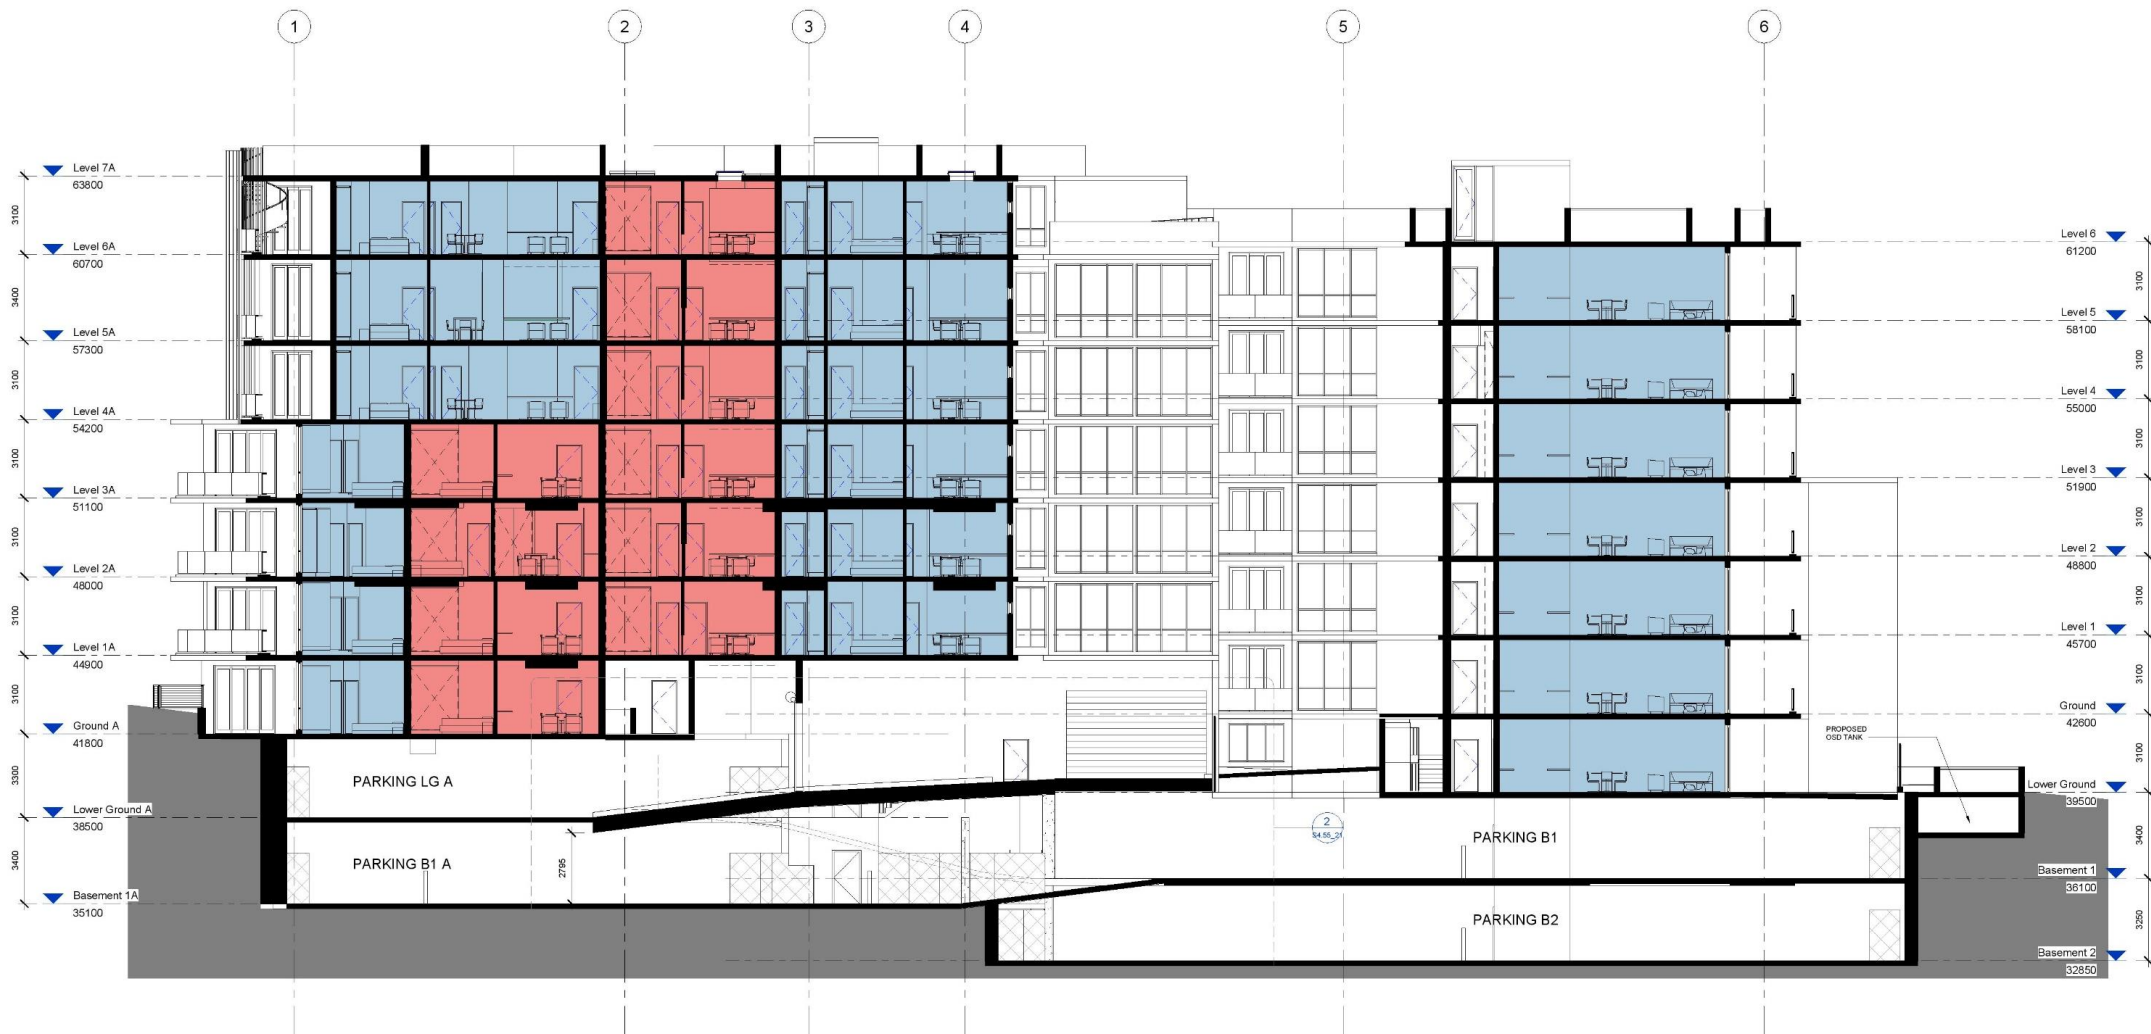 1
2
3
4
5
6
Level 7A
63800
3100
Level 6A
60700
3400
Level 5A
57300
3100
Level 4A
54200
3100
Level 3A
51100
3100
Level 2A
48000
3100
Level 1A
44900
3100
Ground A
41800
3300
Lower Ground A
38500
3400
Basement 1A
35100
PARKING LG A
PARKING B1 A
2795
2
S4.55_21
PARKING B1
PARKING B2
PROPOSED
OSD TANK
Level 6
61200
3100
Level 5
58100
3100
Level 4
55000
3100
Level 3
51900
3100
Level 2
48800
3100
Level 1
45700
3100
Ground
42600
3100
Lower Ground
39500
3400
Basement 1
36100
3250
Basement 2
32850